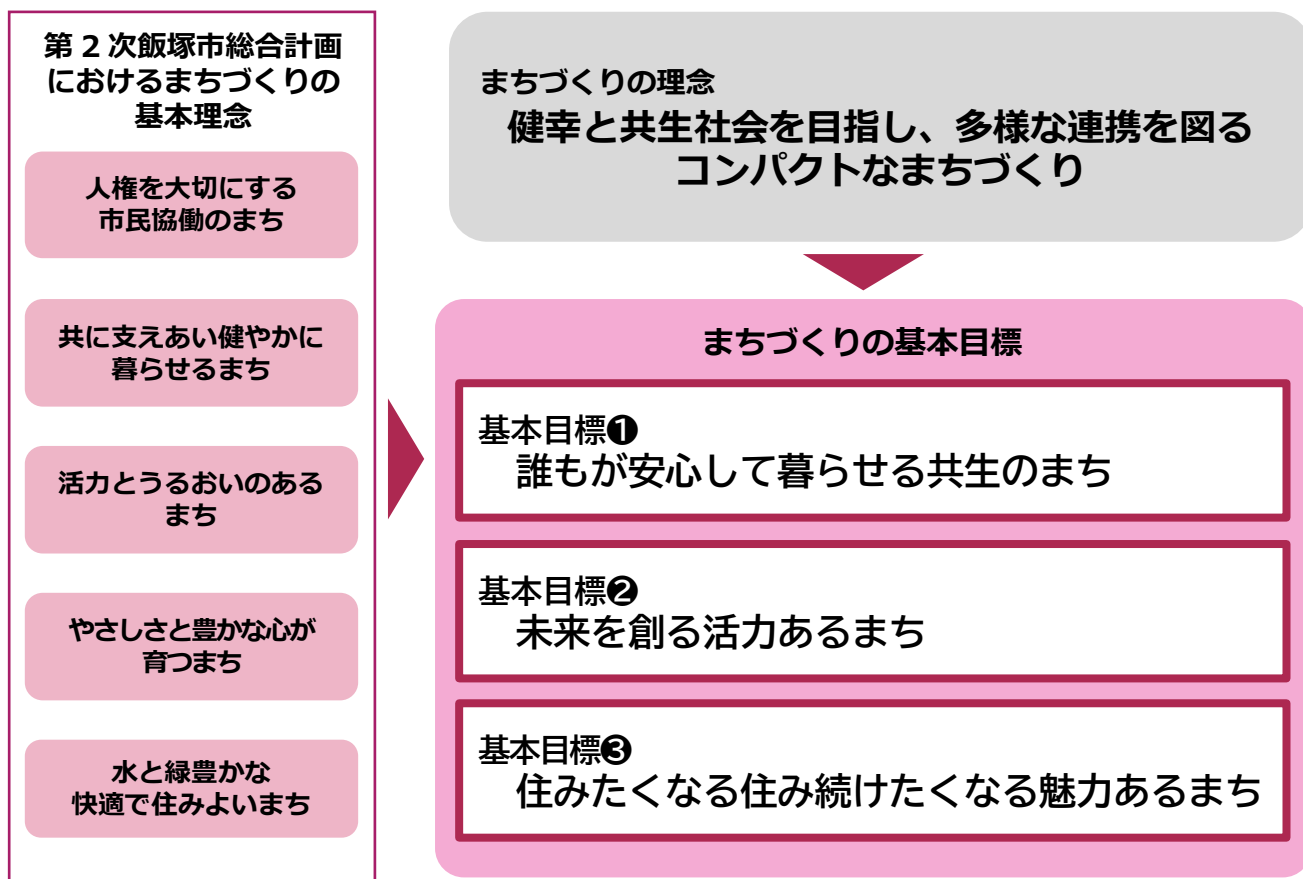 第2次飯塚市総合計画
におけるまちづくりの
基本理念
人権を大切にする
市民協働のまち
共に支えあい健やかに
暮らせるまち
活力とうるおいのある
まち
やさしさと豊かな心が
育つまち
水と緑豊かな
快適で住みよいまち
まちづくりの理念
健幸と共生社会を目指し、多様な連携を図る
コンパクトなまちづくり
まちづくりの基本目標
基本目標❶
誰もが安心して暮らせる共生のまち
基本目標❷
未来を創る活力あるまち
基本目標❸
住みたくなる住み続けたくなる魅力あるまち